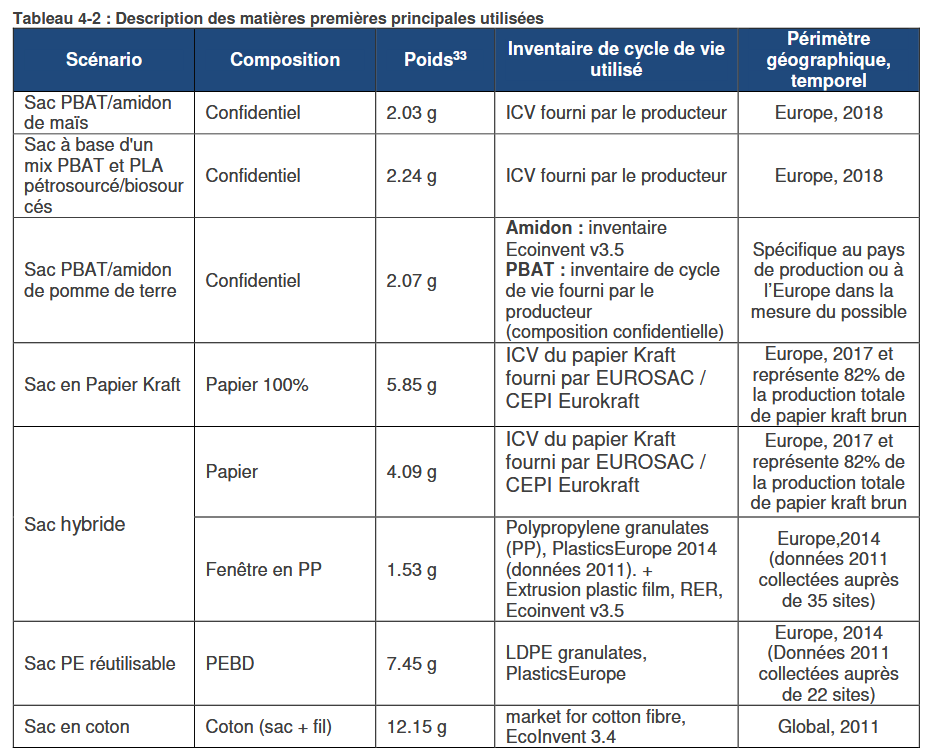 Tableau 4-2 : Description des matières premières principales utilisées
Scénario
Composition
Poids³³
Inventaire de cycle de vie
utilisé
Périmètre
géographique,
temporel
Sac PBAT/amidon
de maïs
Confidentiel
2.03 g
ICV fourni par le producteur
Europe, 2018
Sac à base d'un
mix PBAT et PLA
pétrosourcé/biosour
cés
Confidentiel
2.24 g
ICV fourni par le producteur
Europe, 2018
Sac PBAT/amidon
de pomme de terre
Confidentiel
2.07 g
Amidon : inventaire
Ecoinvent v3.5
PBAT : inventaire de cycle
de vie fourni par le
producteur
(composition confidentielle)
Spécifique au pays
de production ou à
l'Europe dans la
mesure du possible
Sac en Papier Kraft
Papier 100%
5.85 g
ICV du papier Kraft
fourni par EUROSAC /
CEPI Eurokraft
Europe, 2017 et
représente 82% de
la production totale
de papier kraft brun
Sac hybride
Papier
4.09 g
ICV du papier Kraft
fourni par EUROSAC /
CEPI Eurokraft
Europe, 2017 et
représente 82% de
la production totale
de papier kraft brun
Fenêtre en PP
1.53 g
Polypropylene granulates
(PP), PlasticsEurope 2014
(données 2011). +
Extrusion plastic film, RER,
Ecoinvent v3.5
Europe,2014
(données 2011
collectées auprès
de 35 sites)
Sac PE réutilisable
PEBD
7.45 g
LDPE granulates,
PlasticsEurope
Europe, 2014
(Données 2011
collectées auprès
de 22 sites)
Sac en coton
Coton (sac + fil)
12.15 g
market for cotton fibre,
EcoInvent 3.4
Global, 2011